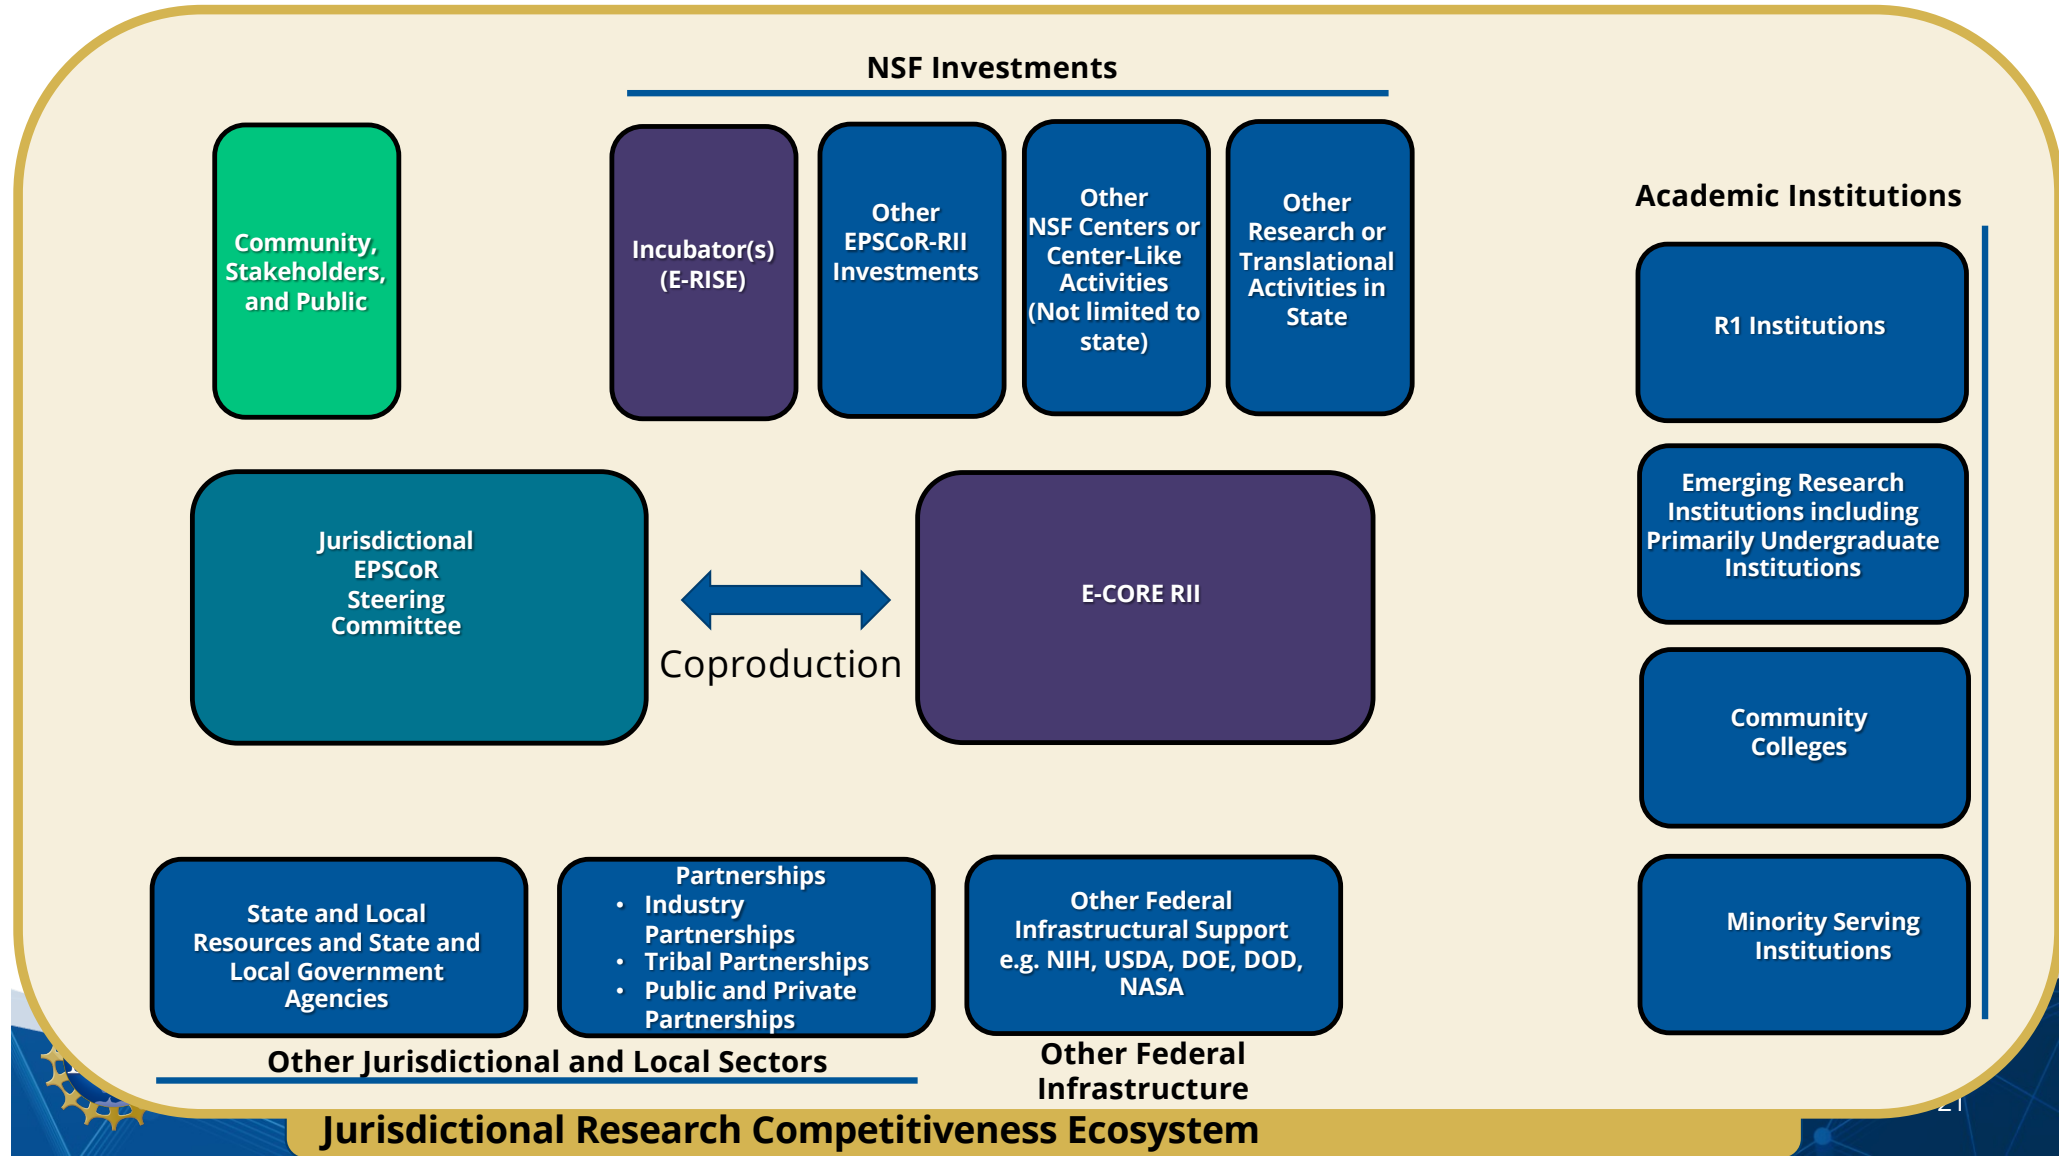 NSF Investments
Community,
Stakeholders,
and Public
Incubator(s)
(E-RISE)
Other
EPSCoR-RII
Investments
Other
NSF Centers or
Center-Like
Activities
(Not limited to
state)
Other
Research or
Translational
Activities in
State
Academic Institutions
R1 Institutions
Emerging Research
Institutions including
Primarily Undergraduate
Institutions
Community
Colleges
Minority Serving
Institutions
Jurisdictional
EPSCoR
Steering
Committee
Coproduction
E-CORE RII
State and Local
Resources and State and
Local Government
Agencies
Partnerships
• Industry
Partnerships
• Tribal Partnerships
• Public and Private
Partnerships
Other Federal
Infrastructural Support
e.g. NIH, USDA, DOE, DOD,
NASA
Other Jurisdictional and Local Sectors
Other Federal
Infrastructure
21
Jurisdictional Research Competitiveness Ecosystem